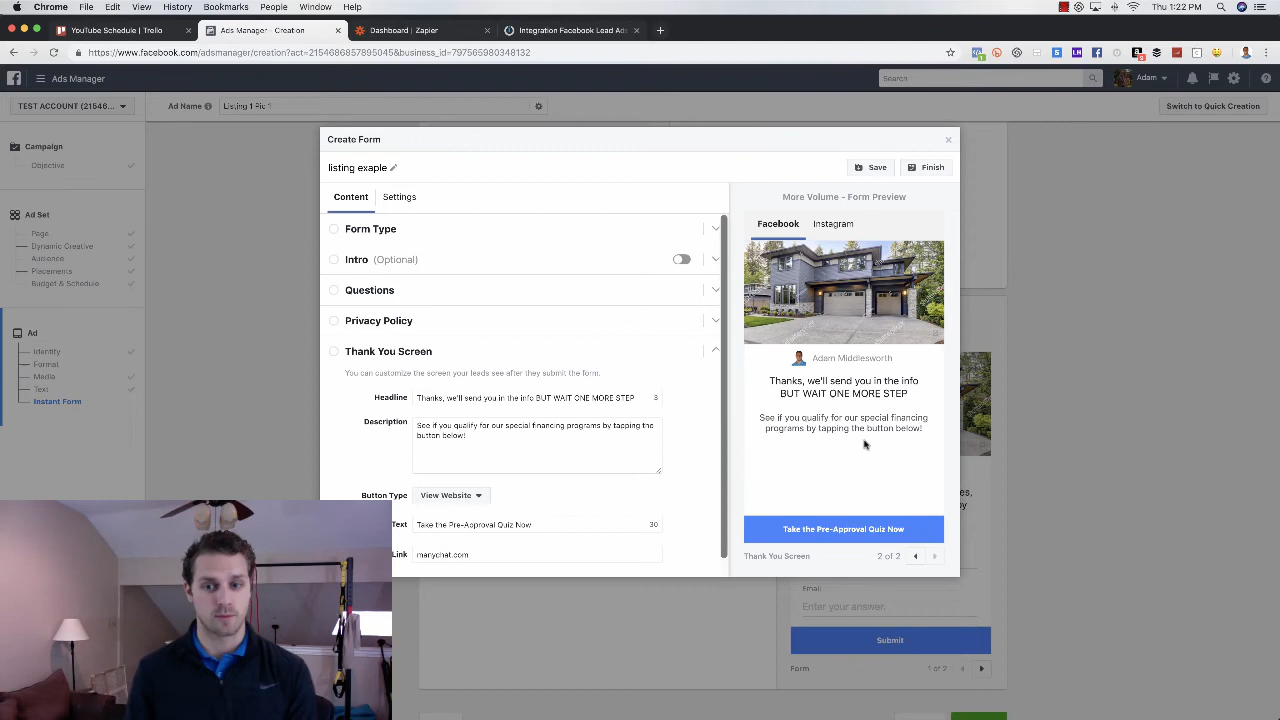 Chrome File Edit View History Bookmarks People Window Help
Thu 1:22 PM
YouTube Schedule | Trello
Ads Manager – Creation
Dashboard | Zapier
Integration Facebook Lead Ads
https://www.facebook.com/adsmanager/creation?act=2154686857895045&business_id=797565980348132
Ads Manager
Search
Adam
TEST ACCOUNT (21546...
Ad Name
Listing 1 Pic 1
Switch to Quick Creation
Campaign
Objective
Ad Set
Page
Dynamic Creative
Audience
Placements
Budget & Schedule
Ad
Identity
Format
Media
Text
Instant Form
Create Form
listing exaple
Save
Finish
Content
Settings
Form Type
Intro (Optional)
Questions
Privacy Policy
Thank You Screen
You can customize the screen your leads see after they submit the form.
Headline
Thanks, we'll send you in the info BUT WAIT ONE MORE STEP
3
Description
See if you qualify for our special financing programs by tapping the
button below!
Button Type
View Website
Text
Take the Pre-Approval Quiz Now
30
Link
manychat.com
More Volume - Form Preview
Facebook
Instagram
Adam Middlesworth
Thanks, we'll send you in the info
BUT WAIT ONE MORE STEP
See if you qualify for our special financing
programs by tapping the button below!
Take the Pre-Approval Quiz Now
Thank You Screen
2 of 2
Email
Enter your answer.
Submit
Form
1 of 2